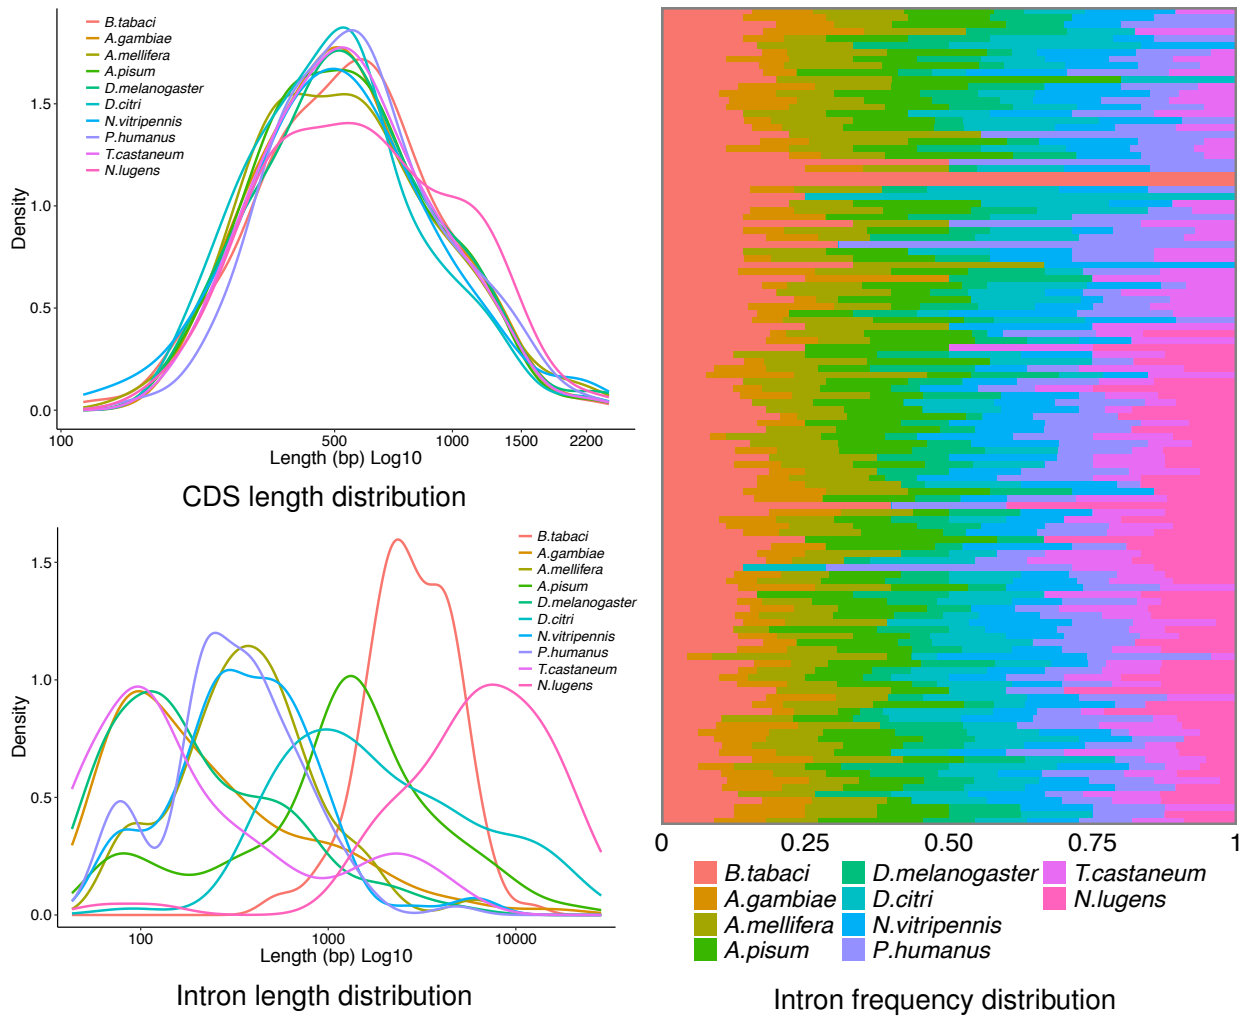 B.tabaci
A.gambiae
A.mellifera
A.pisum
D.melanogaster
D.citri
N.vitripennis
P.humanus
T.castaneum
N.lugens
Density
1.5
1.0
0.5
0.0
100
500
1000
1500
2200
Length (bp) Log10
CDS length distribution
B.tabaci
A.gambiae
A.mellifera
A.pisum
D.melanogaster
D.citri
N.vitripennis
P.humanus
T.castaneum
N.lugens
Density
1.5
1.0
0.5
0.0
100
1000
10000
Length (bp) Log10
Intron length distribution
0
0.25
0.50
0.75
1
B.tabaci
A.gambiae
A.mellifera
A.pisum
D.melanogaster
D.citri
N.vitripennis
P.humanus
T.castaneum
N.lugens
Intron frequency distribution